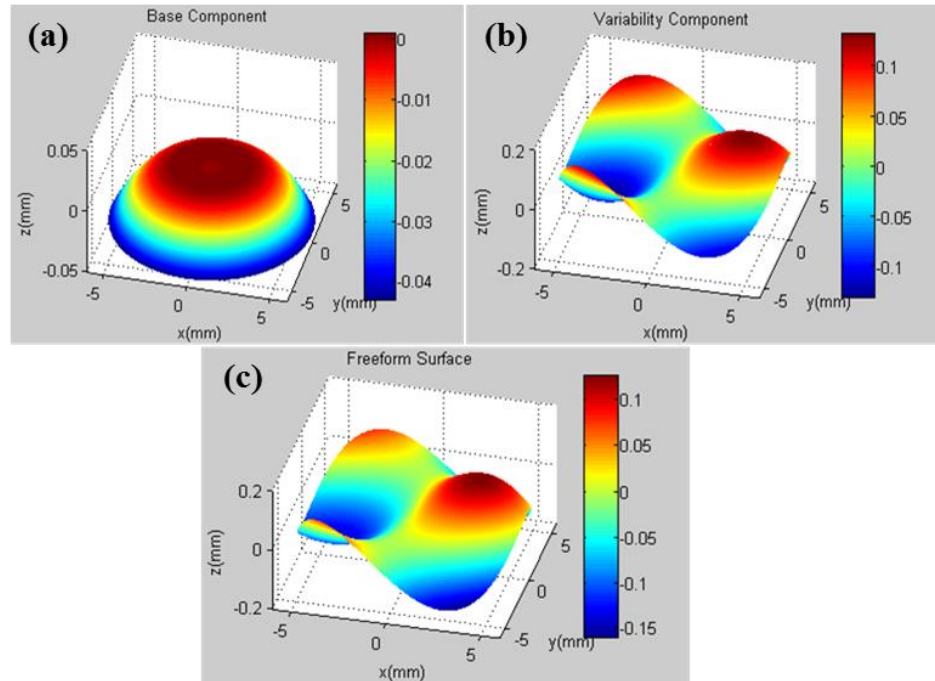 Base Component
(a)
0
-0.01
-0.02
-0.03
-0.04
0.05
0
-0.05
z(mm)
-5
0
5
x(mm)
-5
0
5
y(mm)
Variability Component
(b)
0.1
0.05
0
-0.05
-0.1
0.2
0
-0.2
z(mm)
-5
0
5
x(mm)
-5
0
5
y(mm)
Freeform Surface
(c)
0.1
0.05
0
-0.05
-0.1
-0.15
0.2
0
-0.2
z(mm)
-5
0
5
x(mm)
-5
0
5
y(mm)